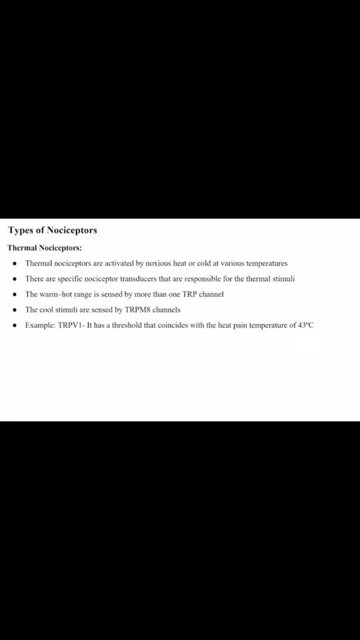 Types of Nociceptors
Thermal Nociceptors:
● Thermal nociceptors are activated by noxious heat or cold at various temperatures
● There are specific nociceptor transducers that are responsible for the thermal stimuli
● The warm–hot range is sensed by more than one TRP channel
● The cool stimuli are sensed by TRPM8 channels
● Example: TRPV1- It has a threshold that coincides with the heat pain temperature of 43ºC